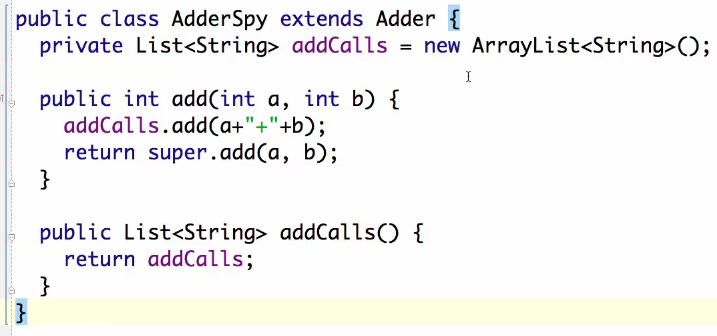 public class AdderSpy extends Adder {
private List<String> addCalls = new ArrayList<String>();
public int add(int a, int b) {
addCalls.add(a+"+"+b);
return super.add(a, b);
}
public List<String> addCalls() {
return addCalls;
}
}